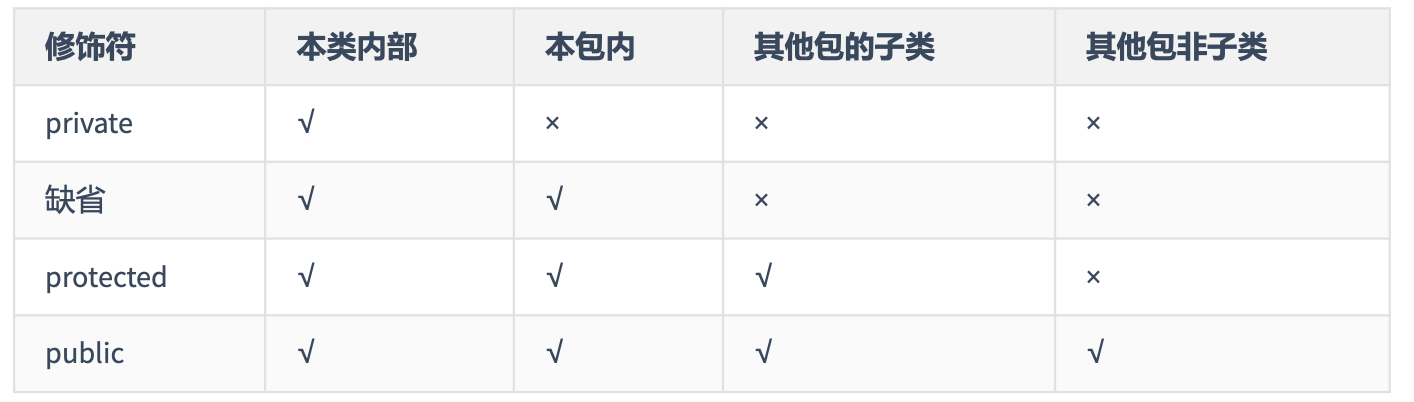 修饰符 本类内部 本包内 其他包的子类 其他包非子类
private √ × × ×
缺省 √ √ × ×
protected √ √ √ ×
public √ √ √ √